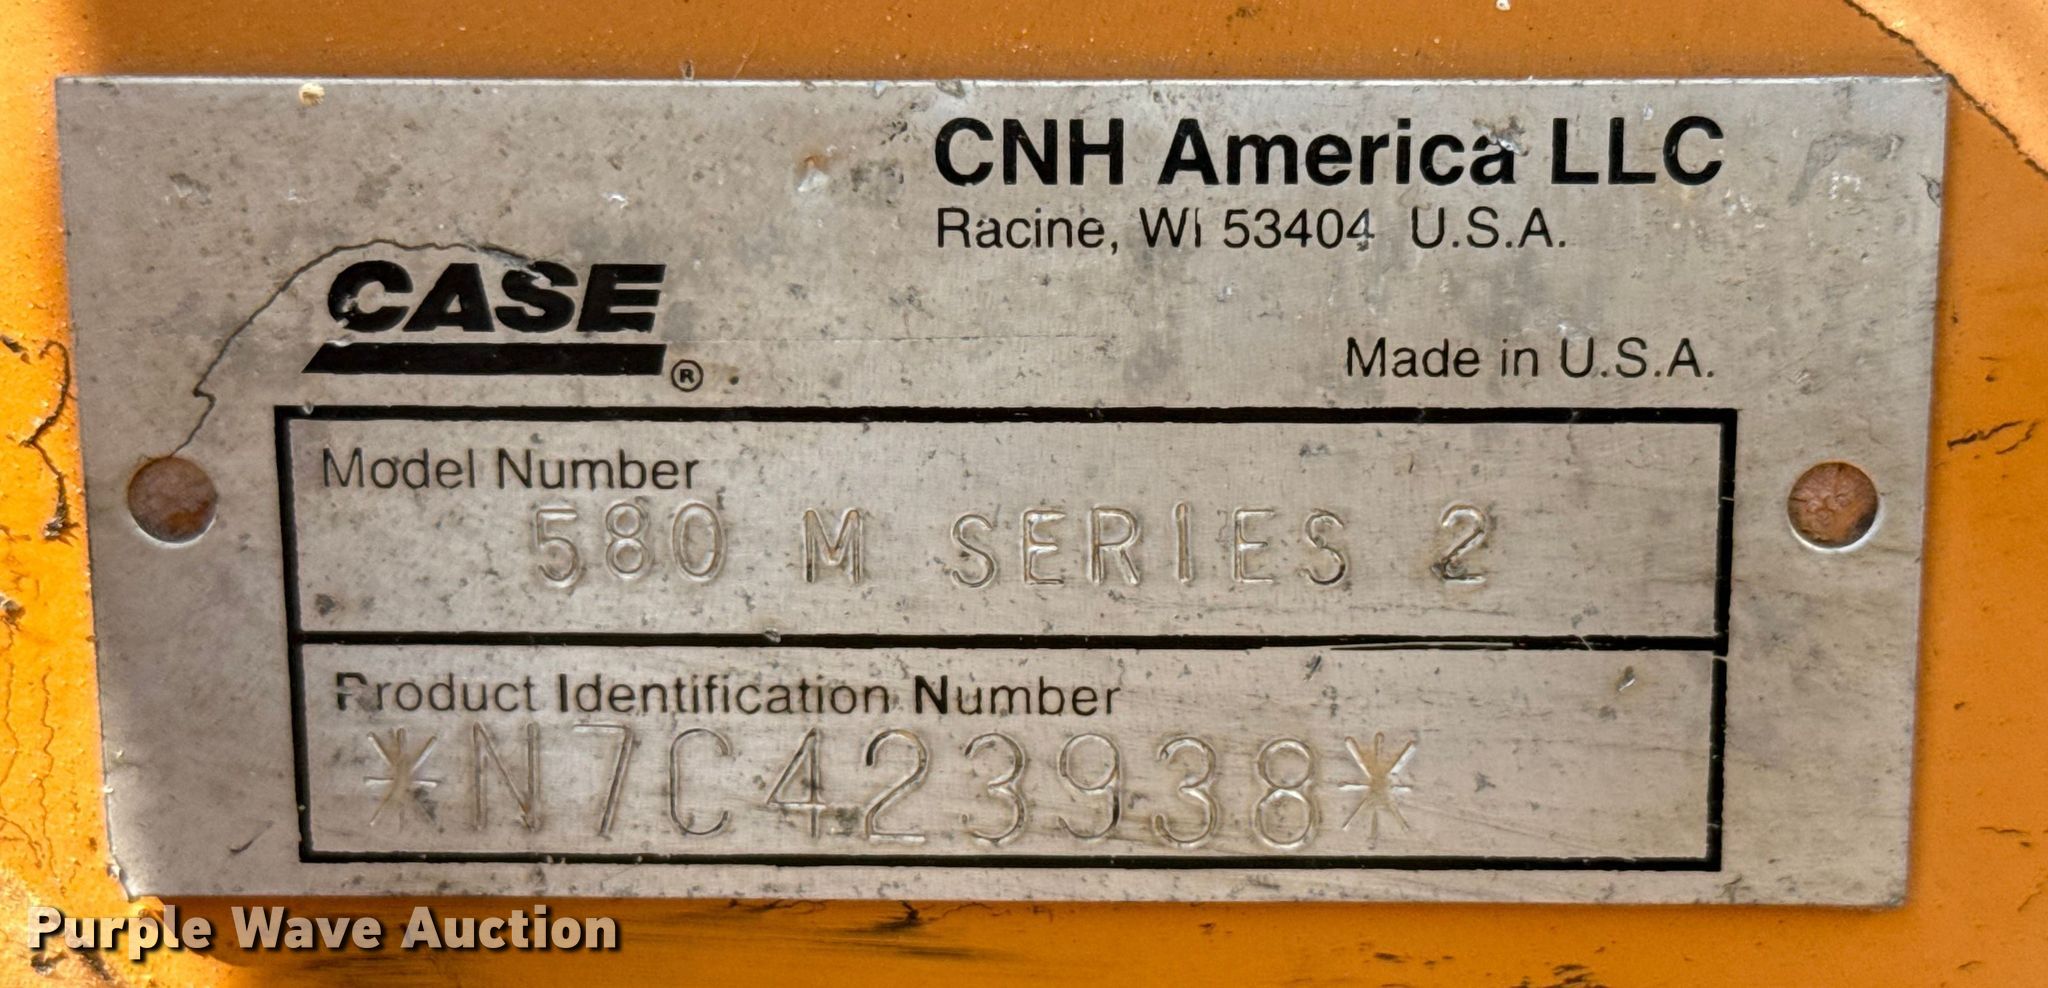 CNH America LLC
Racine, WI 53404 U.S.A.
CASE®
Made in U.S.A.
Model Number
580 M SERIES 2
Product Identification Number
*N7C423938*
Purple Wave Auction